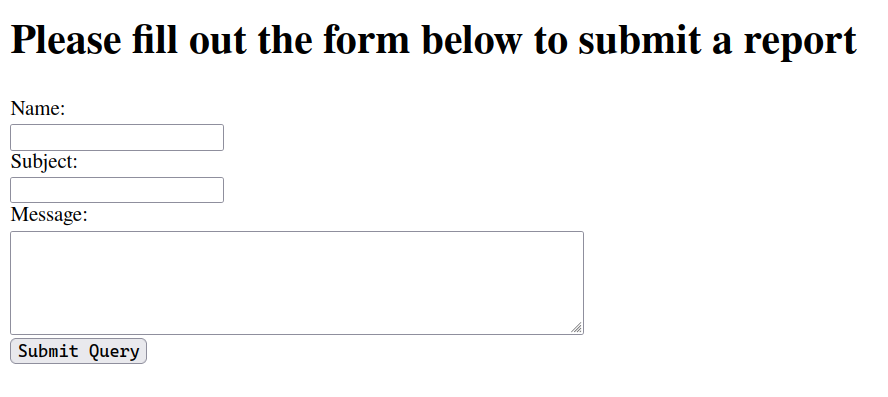 Please fill out the form below to submit a report
Name:
Subject:
Message:
Submit Query